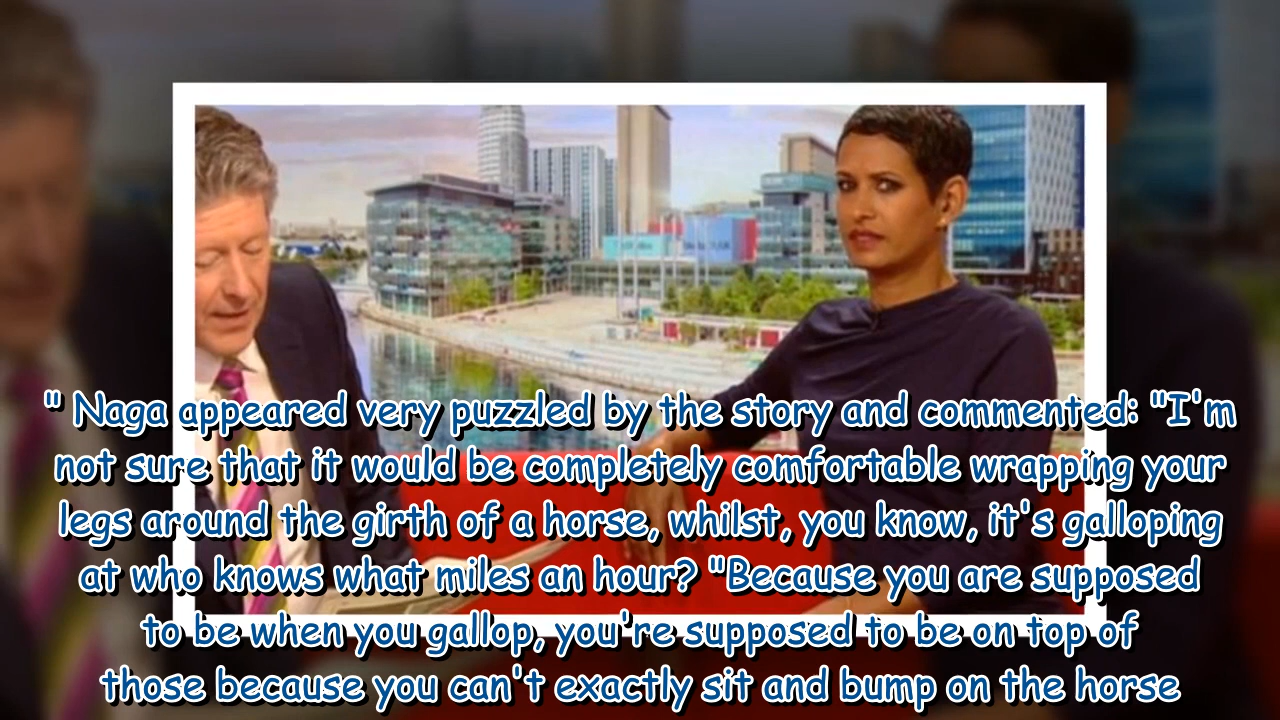 " Naga appeared very puzzled by the story and commented: "I'm
not sure that it would be completely comfortable wrapping your
legs around the girth of a horse, whilst, you know, it's galloping
at who knows what miles an hour? "Because you are supposed
to be when you gallop, you're supposed to be on top of
those because you can't exactly sit and bump on the horse